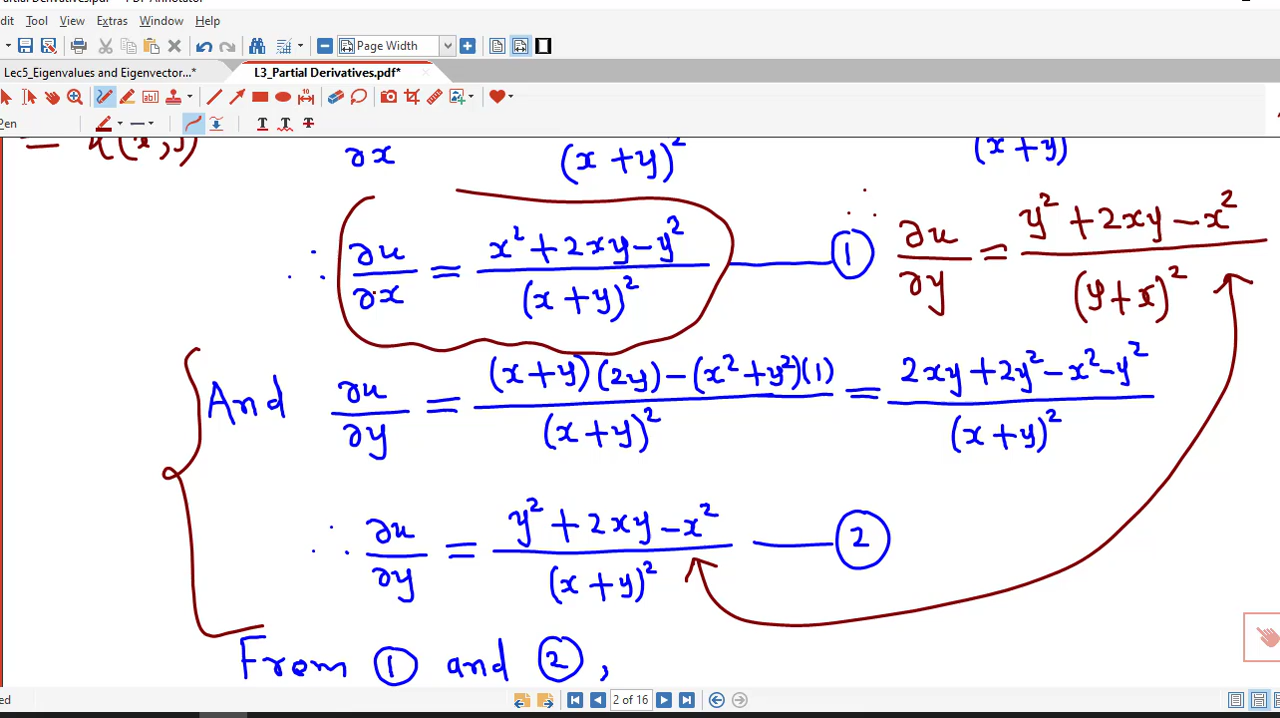 Tool View Extras Window Help
Page Width
Lec5_Eigenvalues and Eigenvector...* L3_Partial Derivatives.pdf*
∂x (x+y)² (x+y)
∴ ∂u/∂x = (x²+2xy−y²)/(x+y)² —— ① ∴ ∂u/∂y = (y²+2xy−x²)/(y+x)²
And ∂u/∂y = ((x+y)(2y)−(x²+y²)(1))/(x+y)² = (2xy+2y²−x²−y²)/(x+y)²
∴ ∂u/∂y = (y²+2xy−x²)/(x+y)² —— ②
From ① and ②,
2 of 16